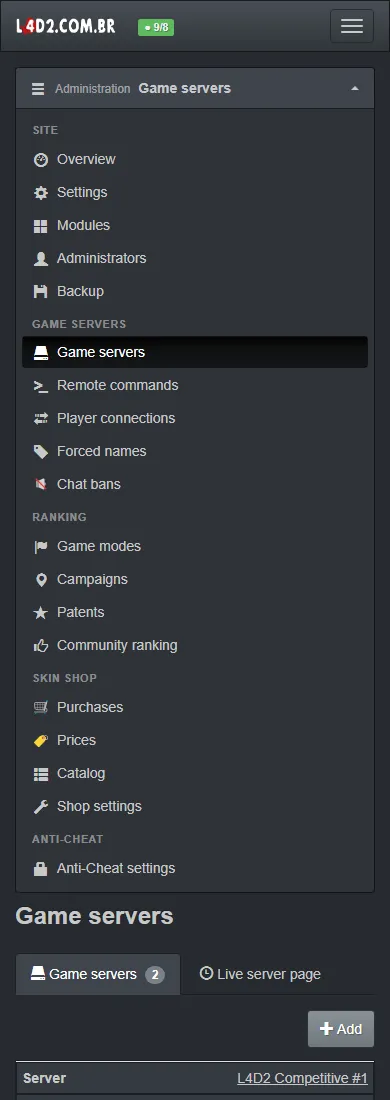 L4D2.COM.BR
● 9/8
Administration Game servers
SITE
Overview
Settings
Modules
Administrators
Backup
GAME SERVERS
Game servers
Remote commands
Player connections
Forced names
Chat bans
RANKING
Game modes
Campaigns
Patents
Community ranking
SKIN SHOP
Purchases
Prices
Catalog
Shop settings
ANTI-CHEAT
Anti-Cheat settings
Game servers
Game servers 2 Live server page
Add
Server L4D2 Competitive #1